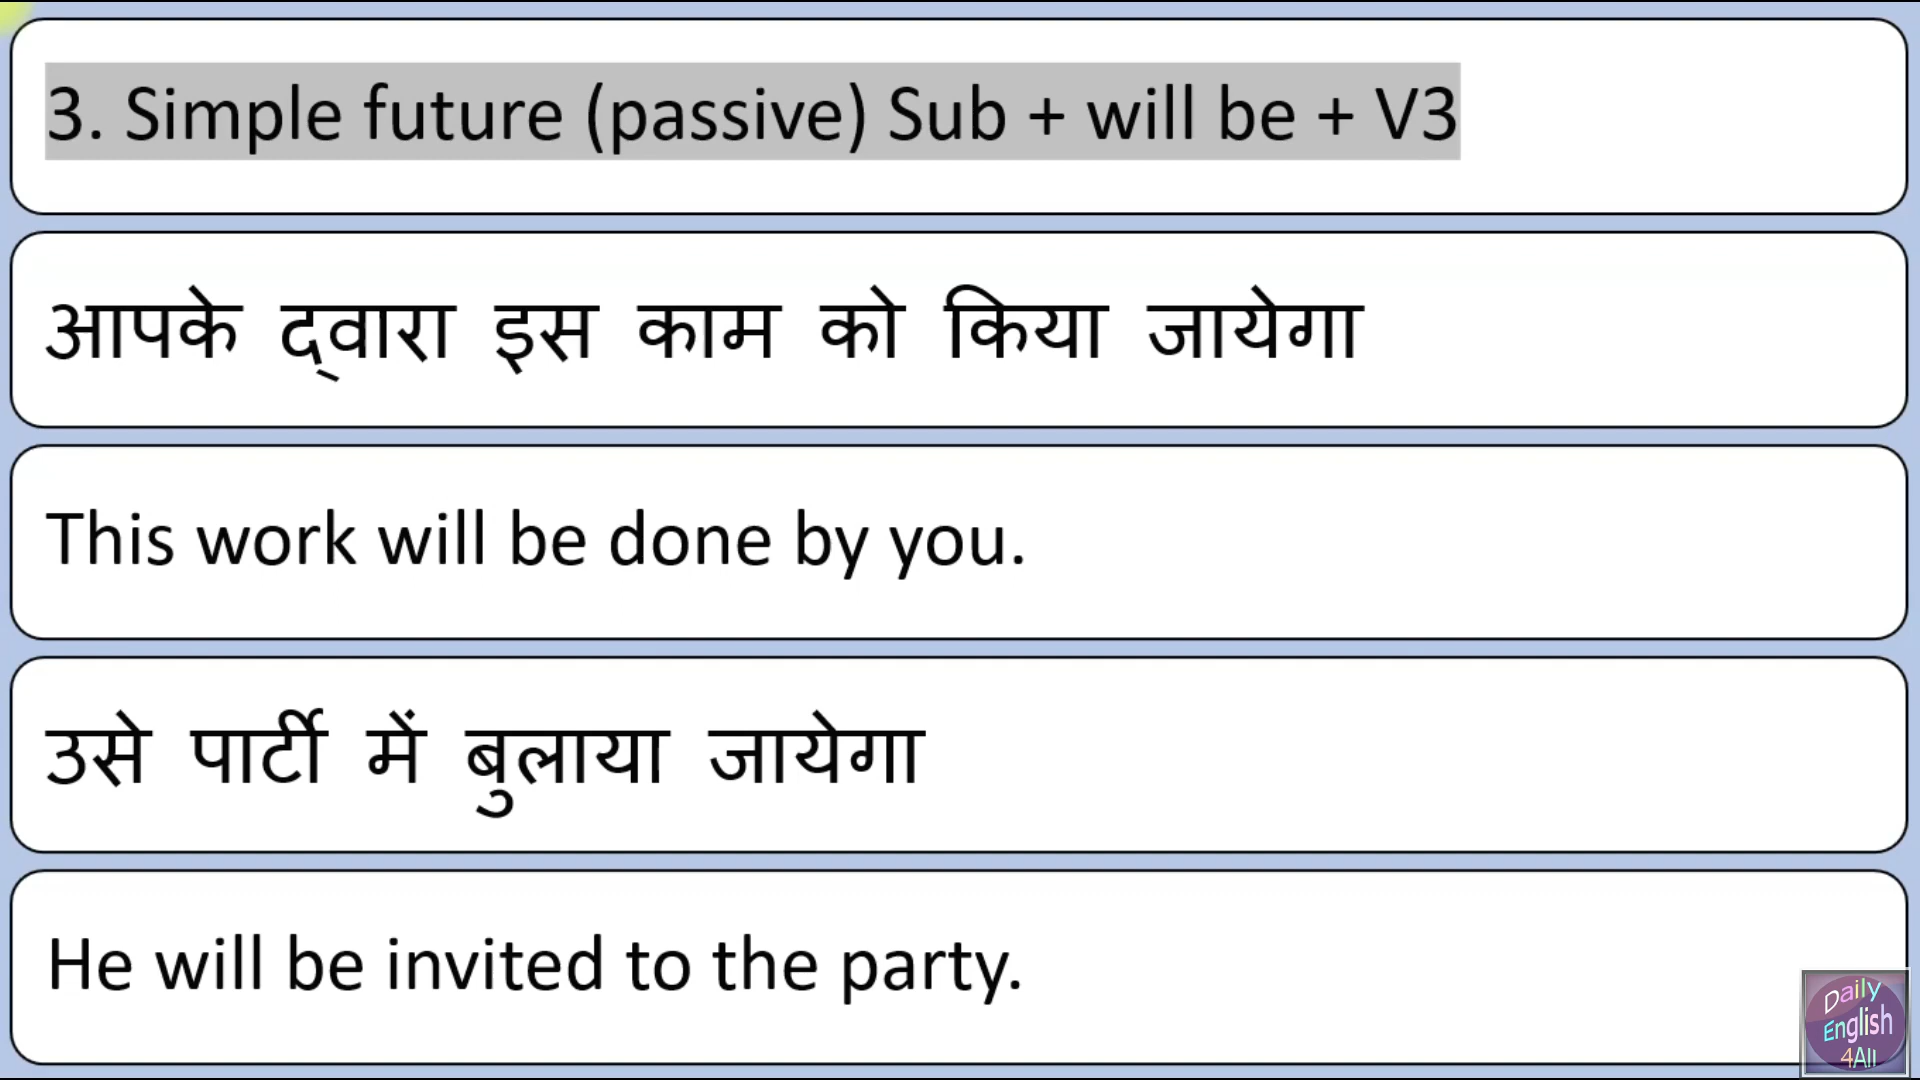 3. Simple future (passive) Sub + will be + V3
आपके द्वारा इस काम को किया जायेगा
This work will be done by you.
उसे पार्टी में बुलाया जायेगा
He will be invited to the party.
Daily
English
4All